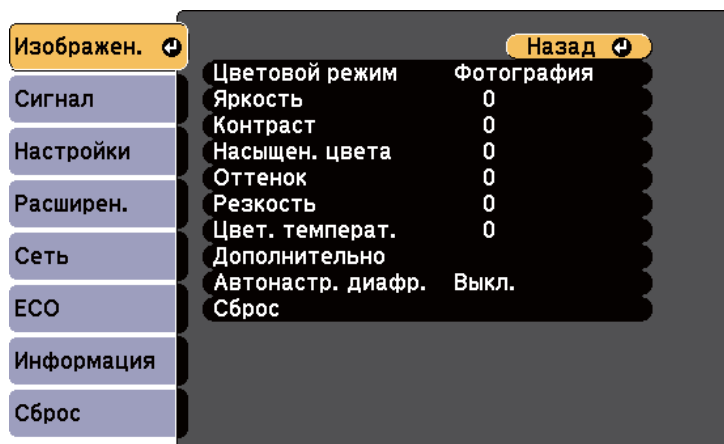 Изображен.
Сигнал
Настройки
Расширен.
Сеть
ECO
Информация
Сброс
Назад
Цветовой режим Фотография
Яркость 0
Контраст 0
Насыщен. цвета 0
Оттенок 0
Резкость 0
Цвет. температ. 0
Дополнительно
Автонастр. диафр. Выкл.
Сброс